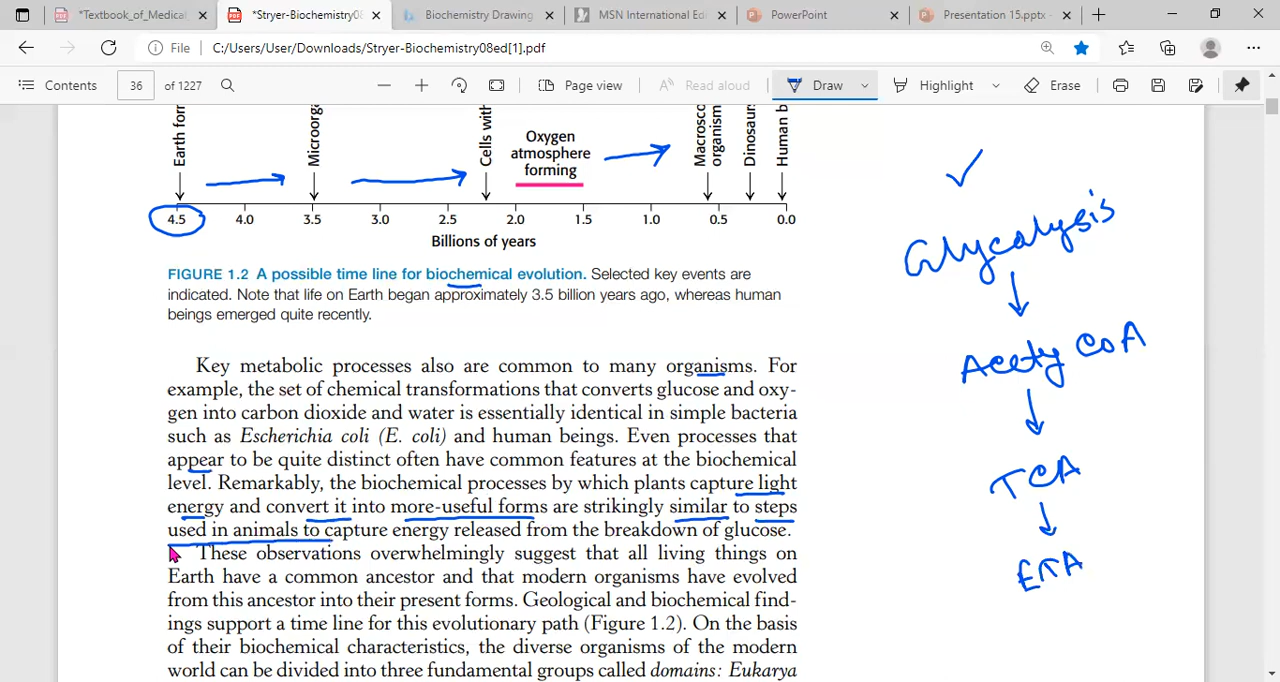 *Textbook_of_Medical_
*Stryer-Biochemistry08
Biochemistry Drawing
MSN International Edi
PowerPoint
Presentation 15.pptx -
File
C:/Users/User/Downloads/Stryer-Biochemistry08ed[1].pdf
Contents
36
of 1227
Page view
Read aloud
Draw
Highlight
Erase
Earth for
Microorga
Cells with
Oxygen
atmosphere
forming
Macrosco
organism
Dinosaur
Human b
4.5 4.0 3.5 3.0 2.5 2.0 1.5 1.0 0.5 0.0
Billions of years
FIGURE 1.2 A possible time line for biochemical evolution. Selected key events are
indicated. Note that life on Earth began approximately 3.5 billion years ago, whereas human
beings emerged quite recently.
Key metabolic processes also are common to many organisms. For
example, the set of chemical transformations that converts glucose and oxy-
gen into carbon dioxide and water is essentially identical in simple bacteria
such as Escherichia coli (E. coli) and human beings. Even processes that
appear to be quite distinct often have common features at the biochemical
level. Remarkably, the biochemical processes by which plants capture light
energy and convert it into more-useful forms are strikingly similar to steps
used in animals to capture energy released from the breakdown of glucose.
These observations overwhelmingly suggest that all living things on
Earth have a common ancestor and that modern organisms have evolved
from this ancestor into their present forms. Geological and biochemical find-
ings support a time line for this evolutionary path (Figure 1.2). On the basis
of their biochemical characteristics, the diverse organisms of the modern
world can be divided into three fundamental groups called domains: Eukarya
Glycolysis
Acety CoA
TCA